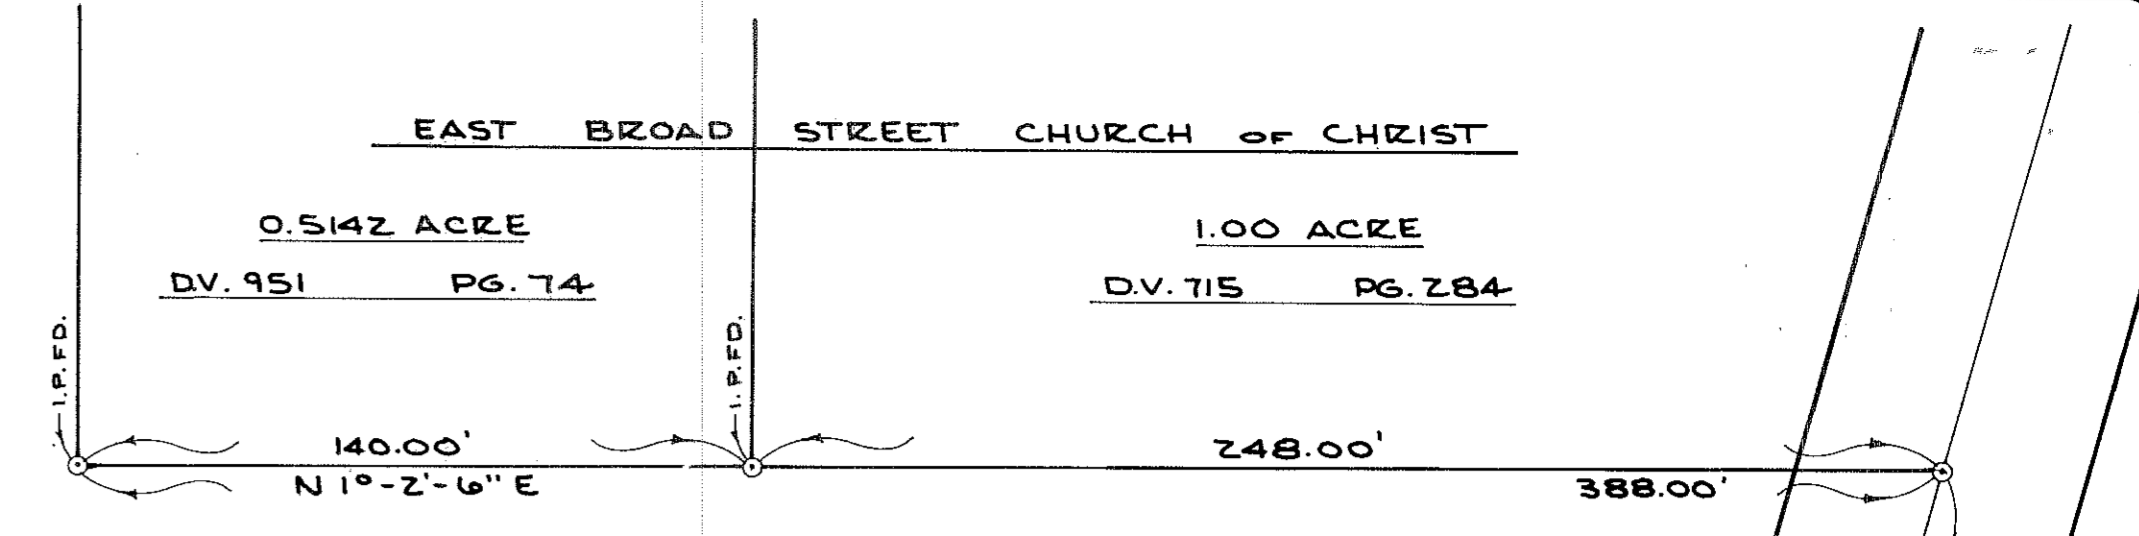 EAST BROAD STREET CHURCH OF CHRIST
0.5142 ACRE
D.V. 951 PG. 74
1.00 ACRE
D.V. 715 PG. 284
I.P. FD.
I.P. FD.
140.00'
N 1°-2'-6" E
248.00'
388.00'